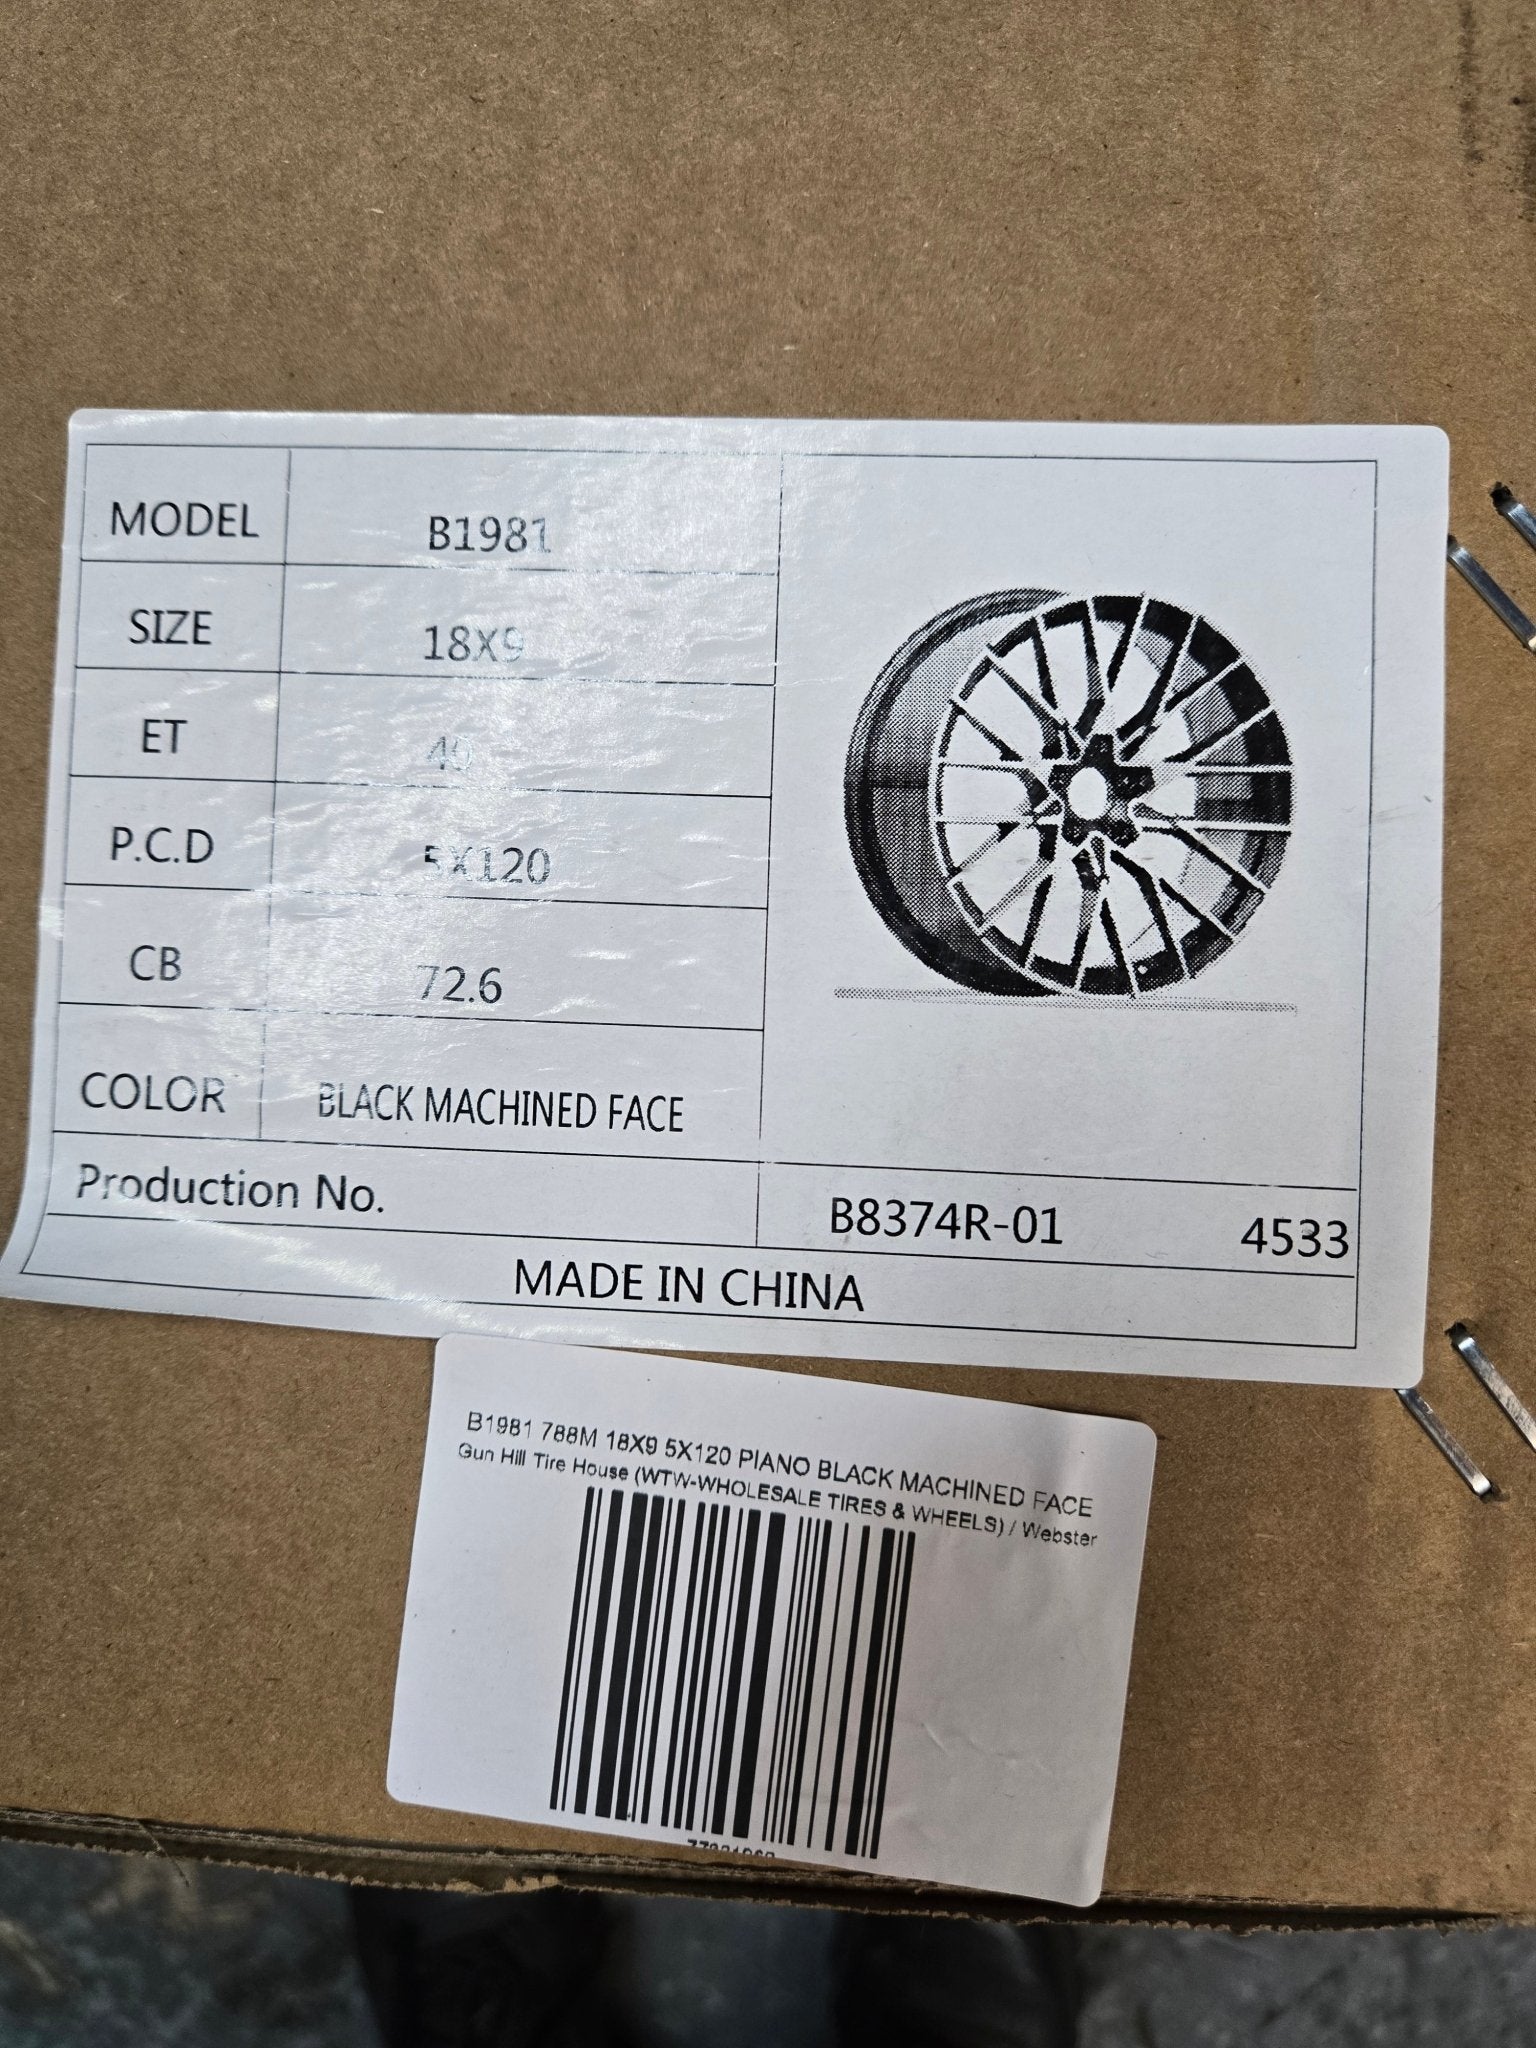 MODEL B1981
SIZE 18X9
ET 40
P.C.D 5X120
CB 72.6
COLOR BLACK MACHINED FACE
Production No. B8374R-01 4533
MADE IN CHINA
B1981 788M 18X9 5X120 PIANO BLACK MACHINED FACE
Gun Hill Tire House (WTW-WHOLESALE TIRES & WHEELS) / Webster